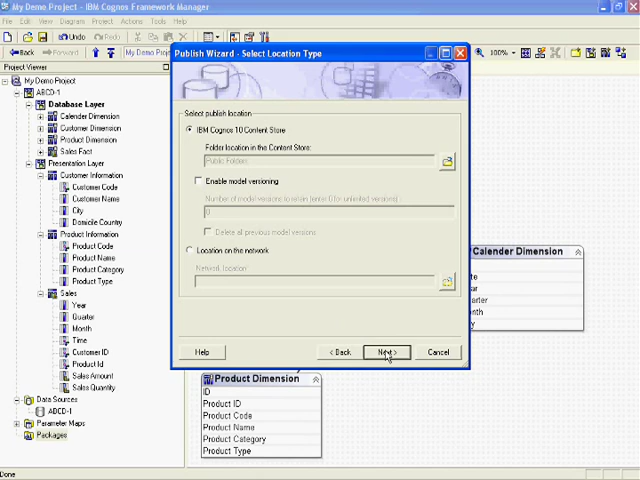 My Demo Project - IBM Cognos Framework Manager
File
Edit
View
Diagram
Project
Actions
Tools
Help
Undo
Redo
Back
Forward
My Demo Proj
100%
Project Viewer
My Demo Project
ABCD-1
Database Layer
Calender Dimension
Customer Dimension
Product Dimension
Sales Fact
Presentation Layer
Customer Information
Customer Code
Customer Name
City
Domicile Country
Product Information
Product Code
Product Name
Product Category
Product Type
Sales
Year
Quarter
Month
Time
Customer ID
Product Id
Sales Amount
Sales Quantity
Data Sources
ABCD-1
Parameter Maps
Packages
Publish Wizard - Select Location Type
Select publish location
IBM Cognos 10 Content Store
Folder location in the Content Store:
Public Folders
Enable model versioning
Number of model versions to retain (enter 0 for unlimited versions)
0
Delete all previous model versions
Location on the network
Network location
Help
< Back
Next >
Cancel
Calender Dimension
Product Dimension
ID
Product ID
Product Code
Product Name
Product Category
Product Type
Done